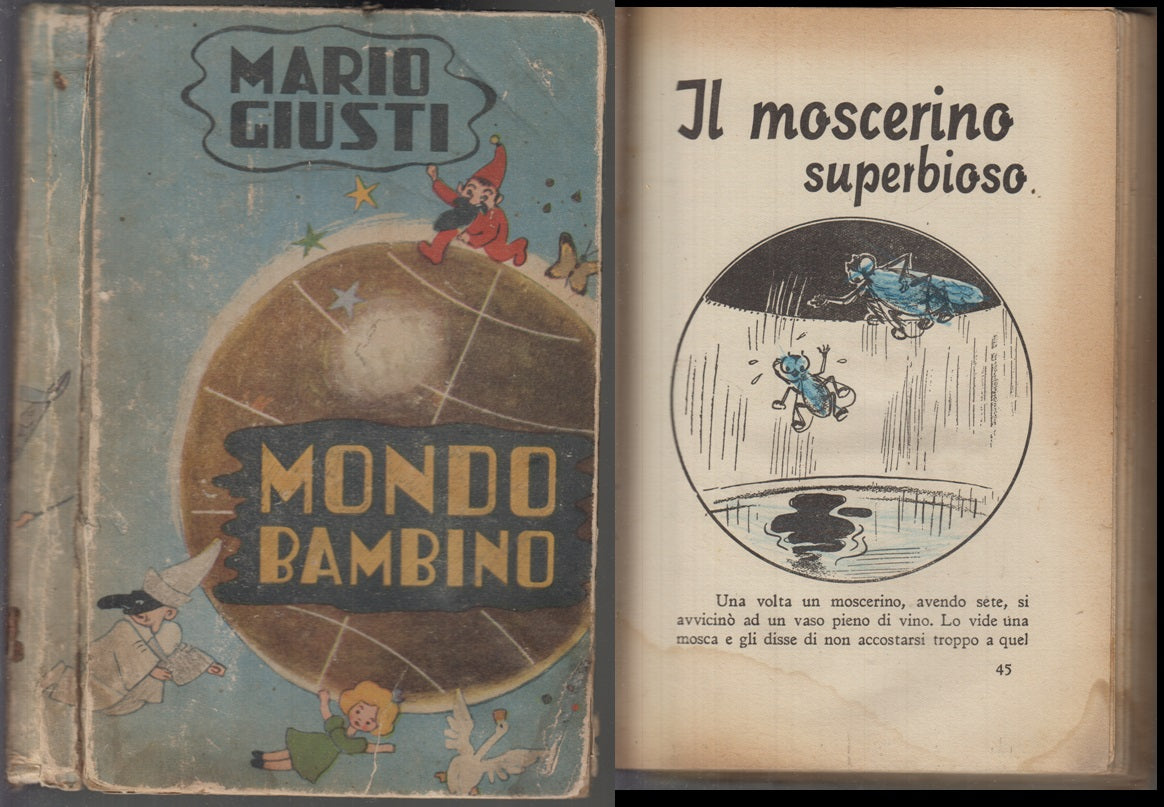 MARIO
GIUSTI
MONDO
BAMBINO
Il moscerino
superbioso.
Una volta un moscerino, avendo sete, si
avvicinò ad un vaso pieno di vino. Lo vide una
mosca e gli disse di non accostarsi troppo a quel
45